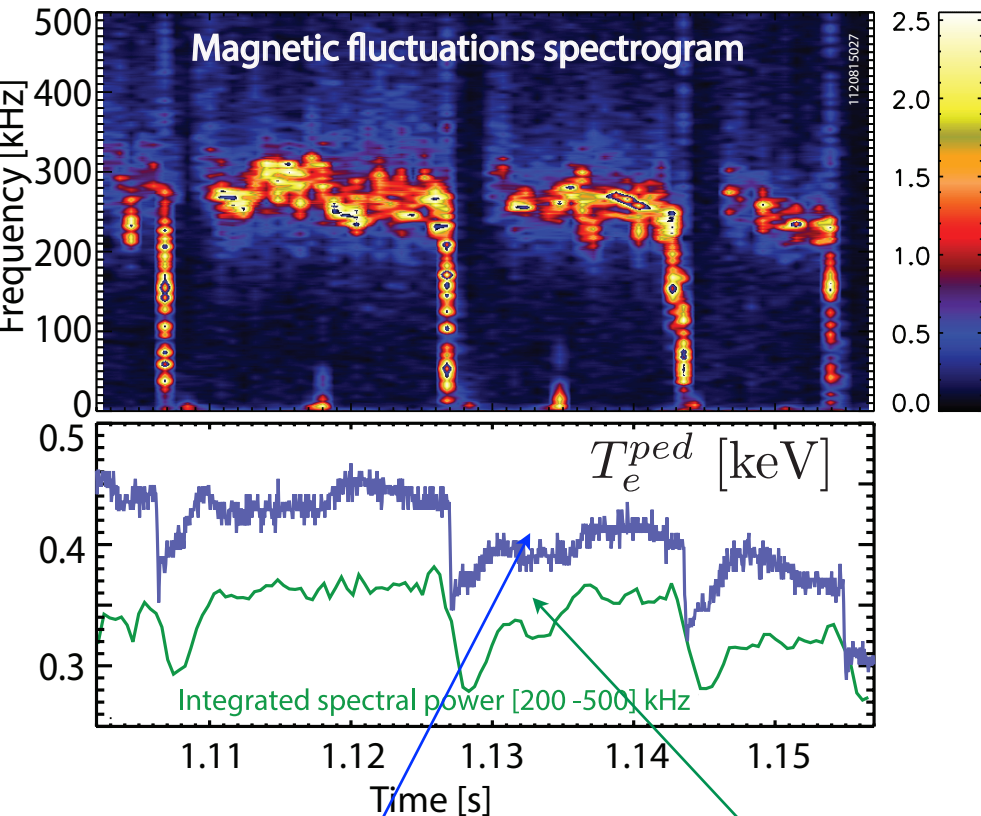 500
Magnetic fluctuations spectrogram
1120815027
2.5
400
2.0
300
1.5
Frequency [kHz]
200
1.0
100
0.5
0
0.0
0.5
T_e^{ped} [keV]
0.4
0.3
Integrated spectral power [200 -500] kHz
1.11 1.12 1.13 1.14 1.15
Time [s]